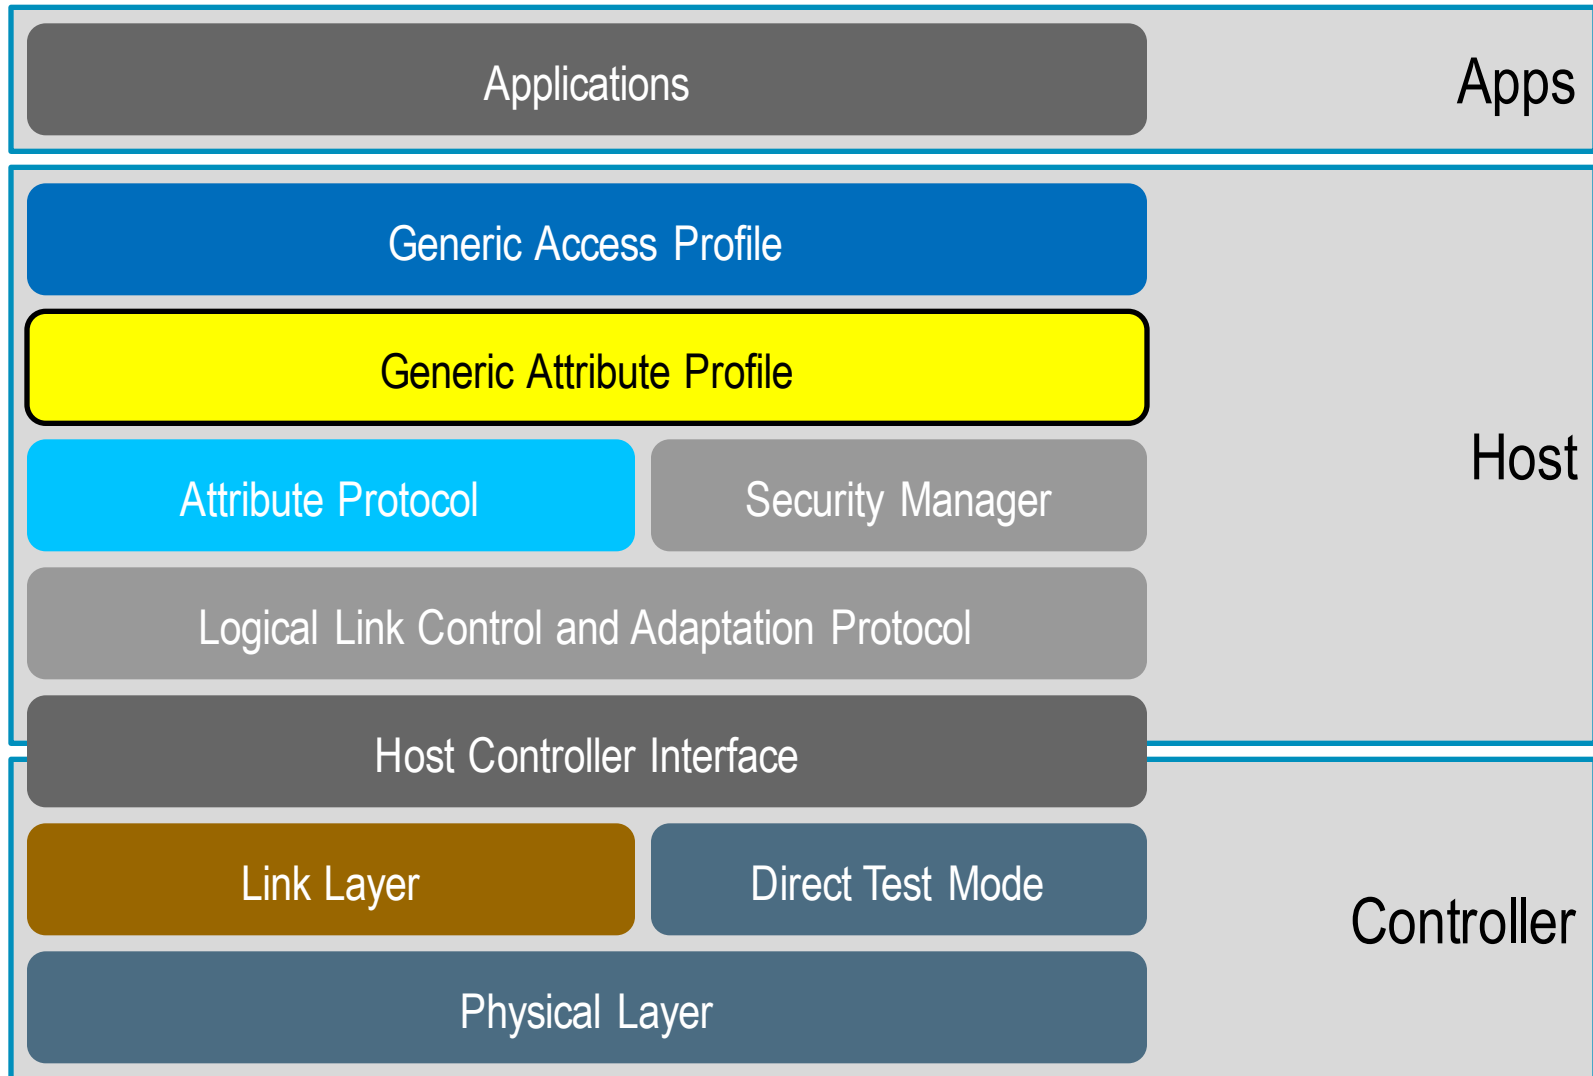 Applications
Apps
Generic Access Profile
Generic Attribute Profile
Host
Attribute Protocol
Security Manager
Logical Link Control and Adaptation Protocol
Host Controller Interface
Link Layer
Direct Test Mode
Controller
Physical Layer